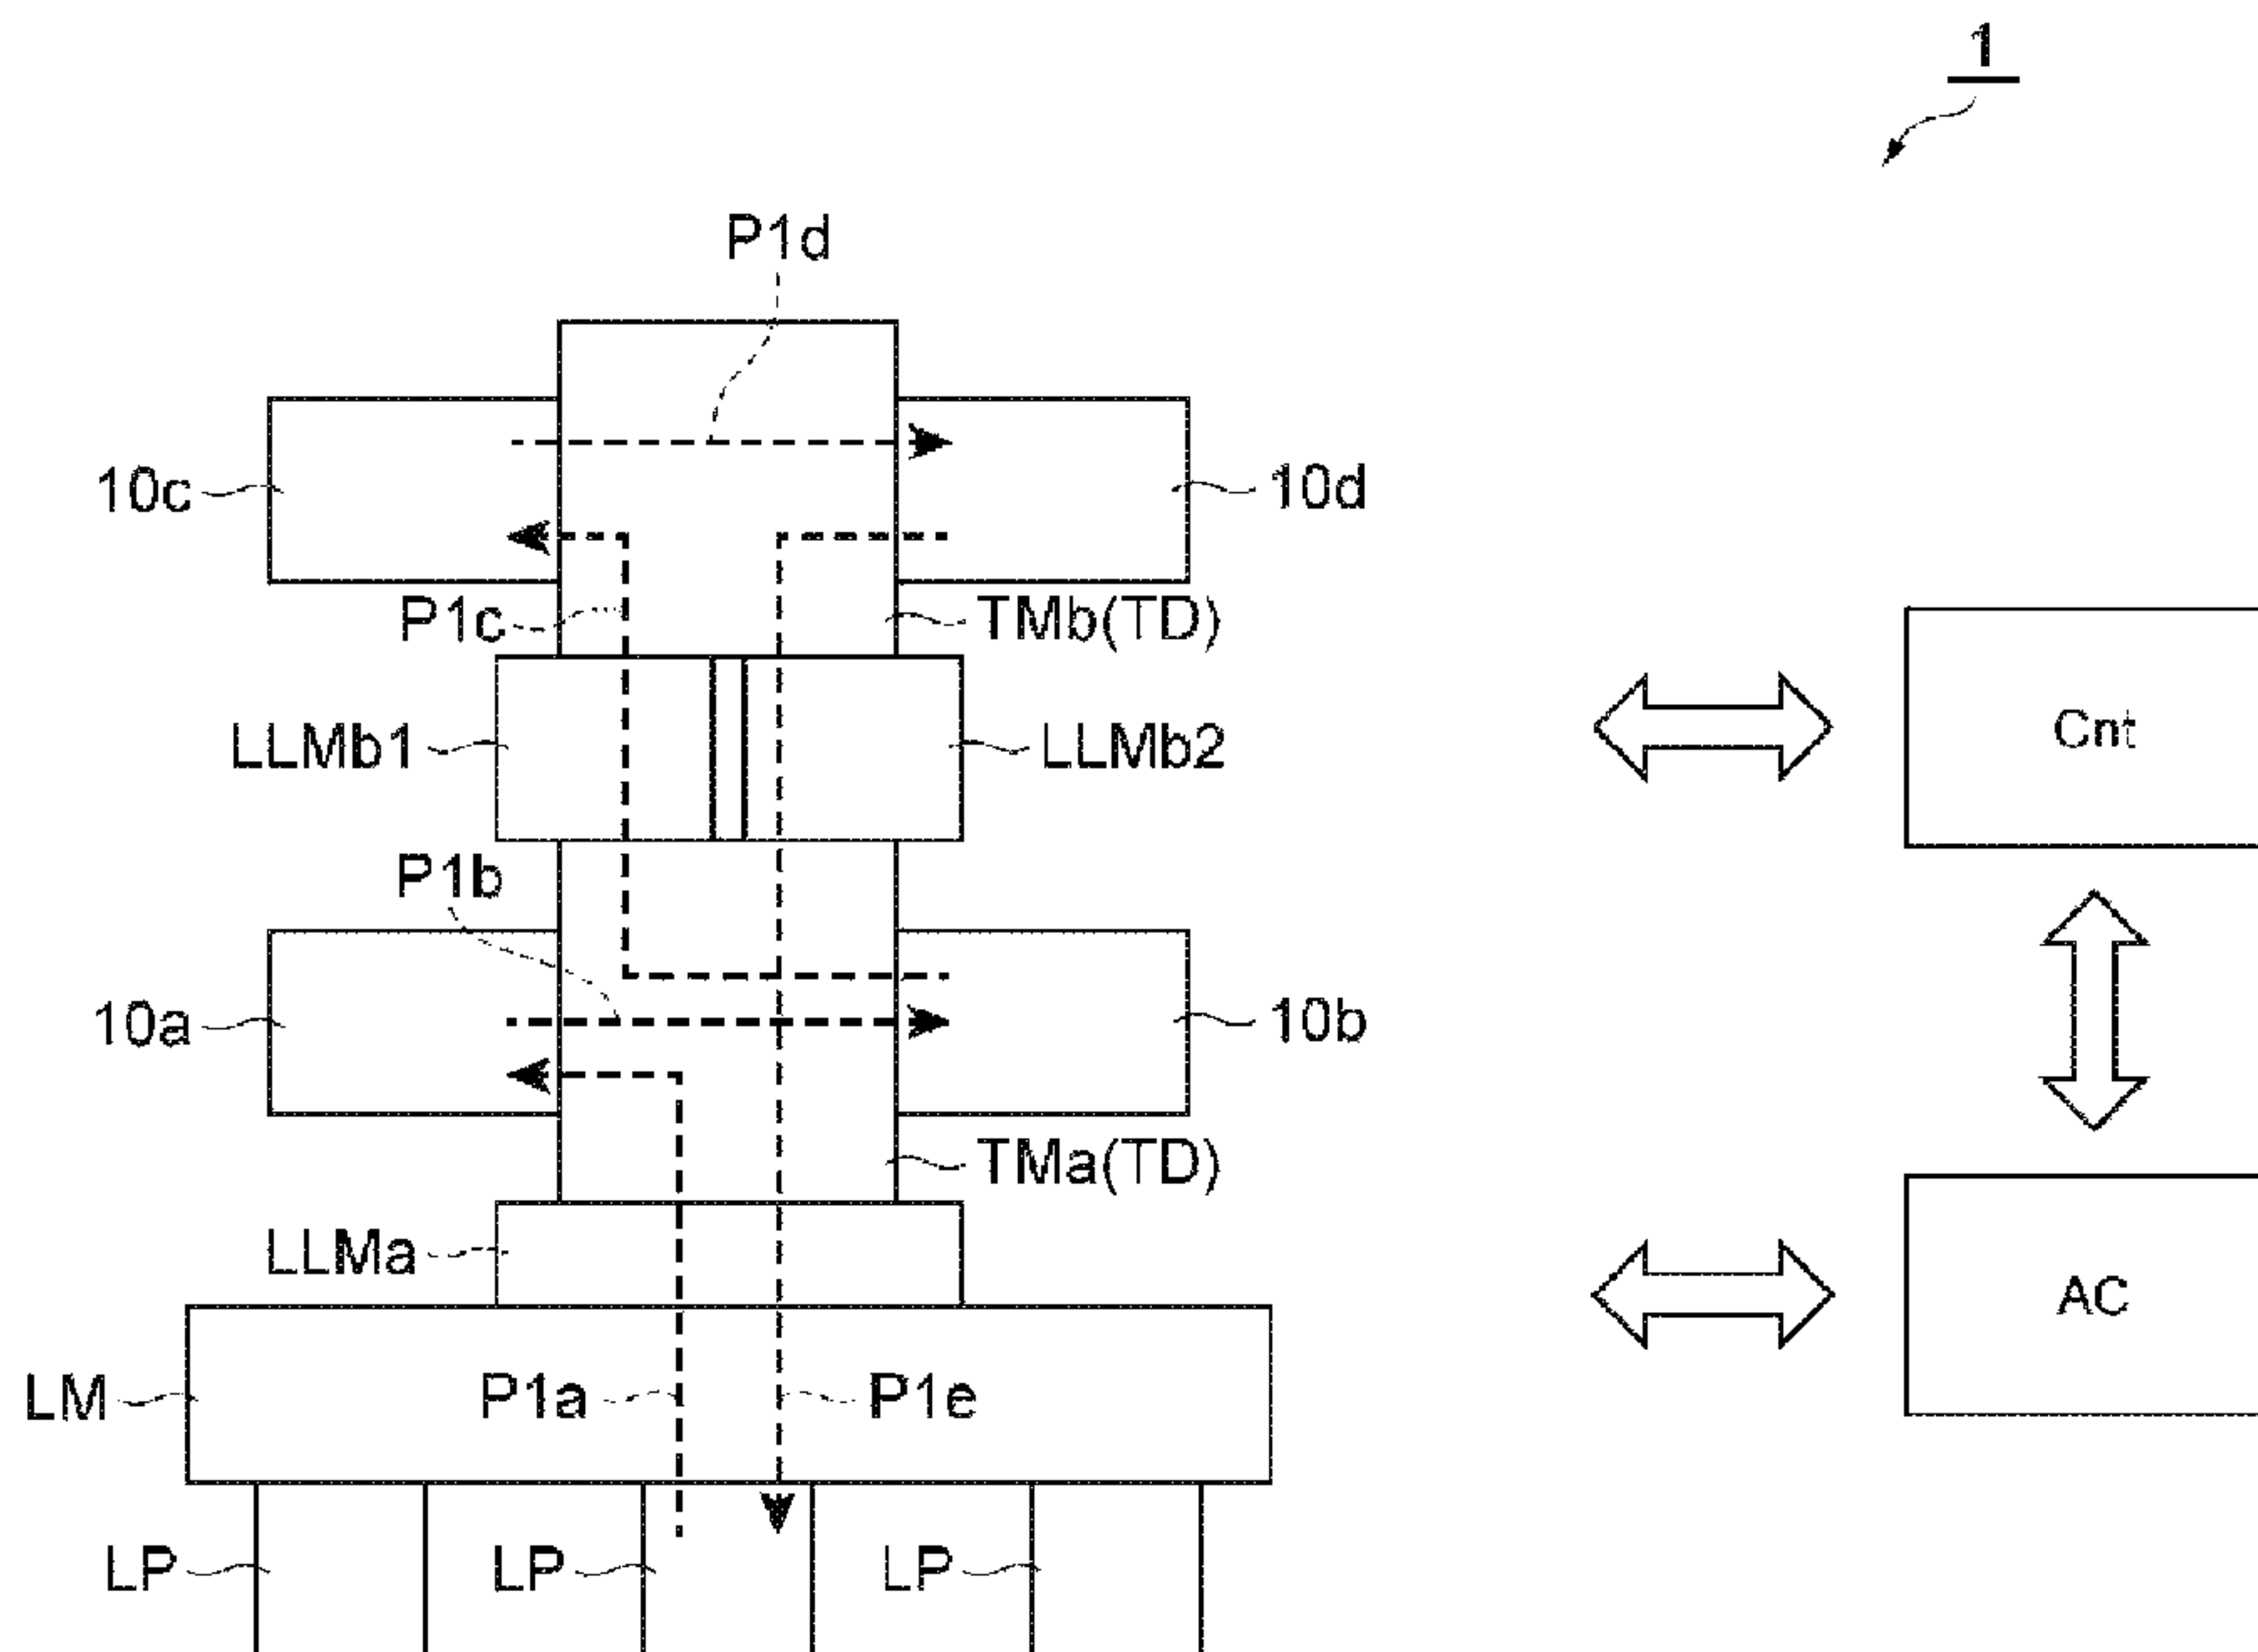 1
P1d
10c
10d
P1c
TMb(TD)
LLMb1
LLMb2
Cnt
P1b
10a
10b
TMa(TD)
LLMa
AC
LM
P1a
P1e
LP
LP
LP